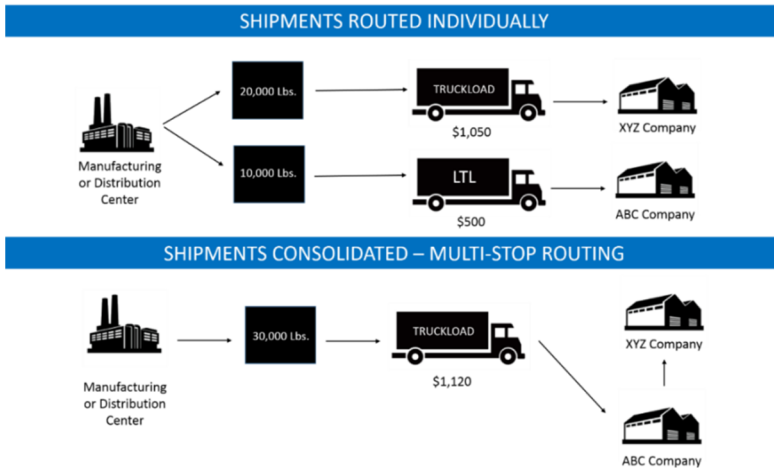 SHIPMENTS ROUTED INDIVIDUALLY
20,000 Lbs.
TRUCKLOAD
$1,050
XYZ Company
Manufacturing
or Distribution
Center
10,000 Lbs.
LTL
$500
ABC Company
SHIPMENTS CONSOLIDATED – MULTI-STOP ROUTING
Manufacturing
or Distribution
Center
30,000 Lbs.
TRUCKLOAD
$1,120
XYZ Company
ABC Company